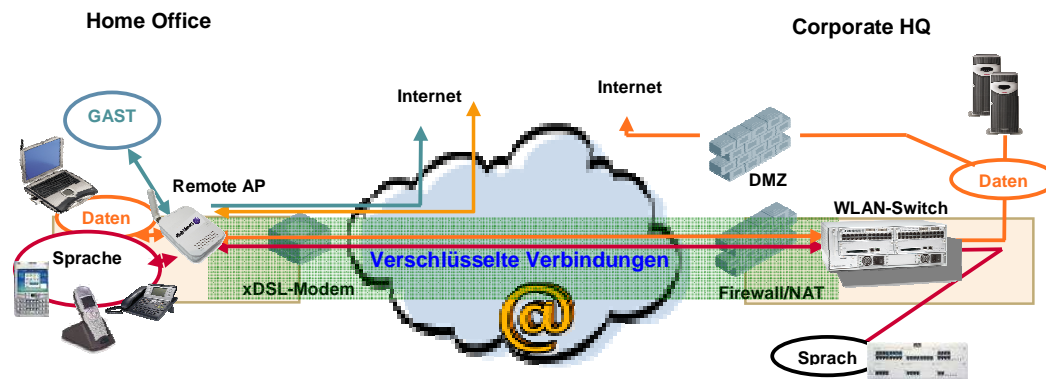 Home Office
Corporate HQ
Internet
Internet
GAST
Remote AP
DMZ
Daten
Daten
WLAN-Switch
Sprache
Verschlüsselte Verbindungen
xDSL-Modem
Firewall/NAT
@
Sprach